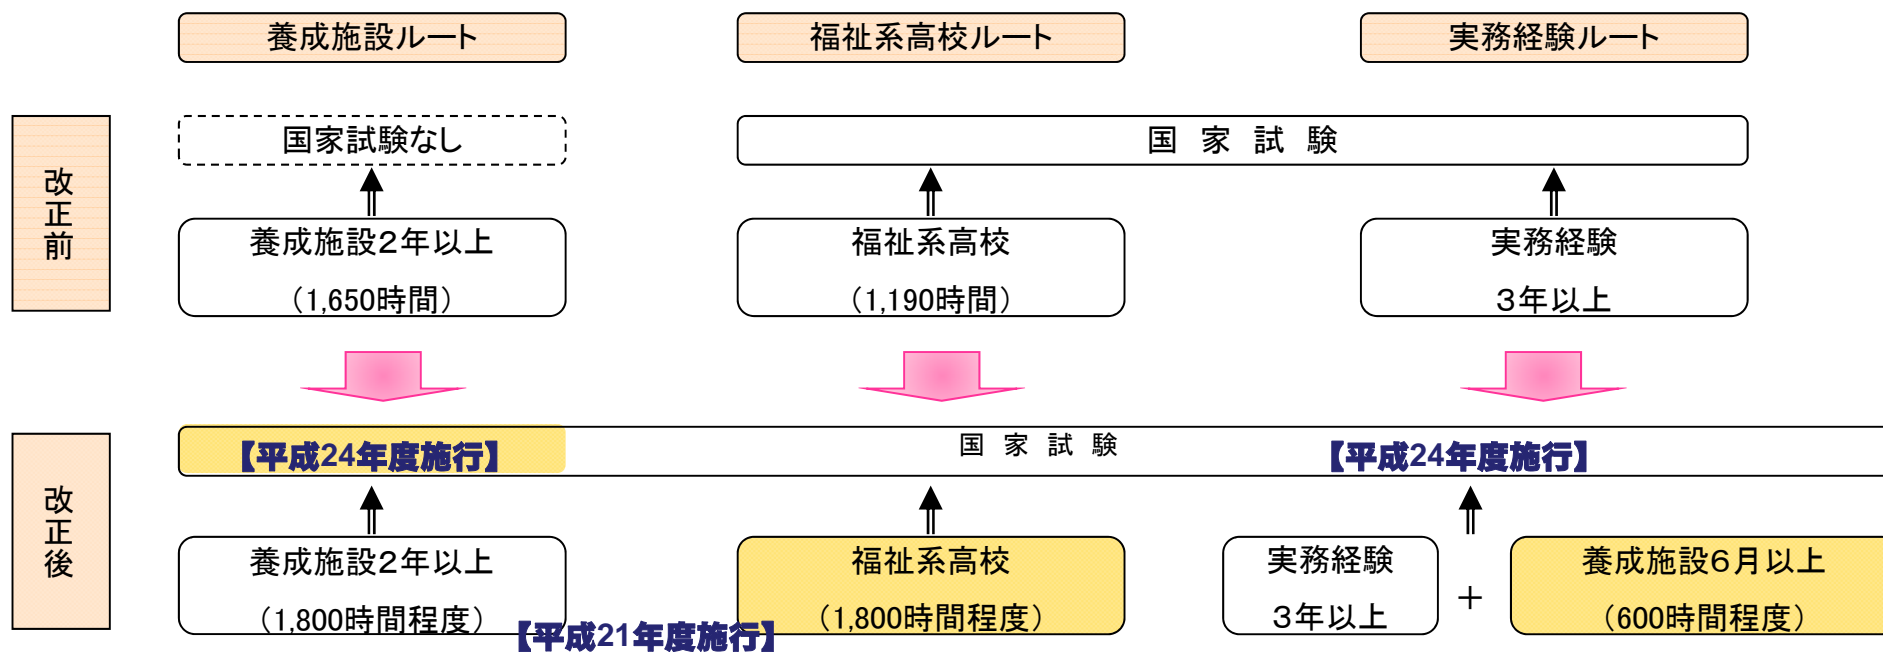 養成施設ルート
福祉系高校ルート
実務経験ルート
改正前
国家試験なし
国 家 試 験
養成施設2年以上
(1,650時間)
福祉系高校
(1,190時間)
実務経験
3年以上
改正後
【平成24年度施行】
国 家 試 験
【平成24年度施行】
養成施設2年以上
(1,800時間程度)
【平成21年度施行】
福祉系高校
(1,800時間程度)
実務経験
3年以上
+
養成施設6月以上
(600時間程度)